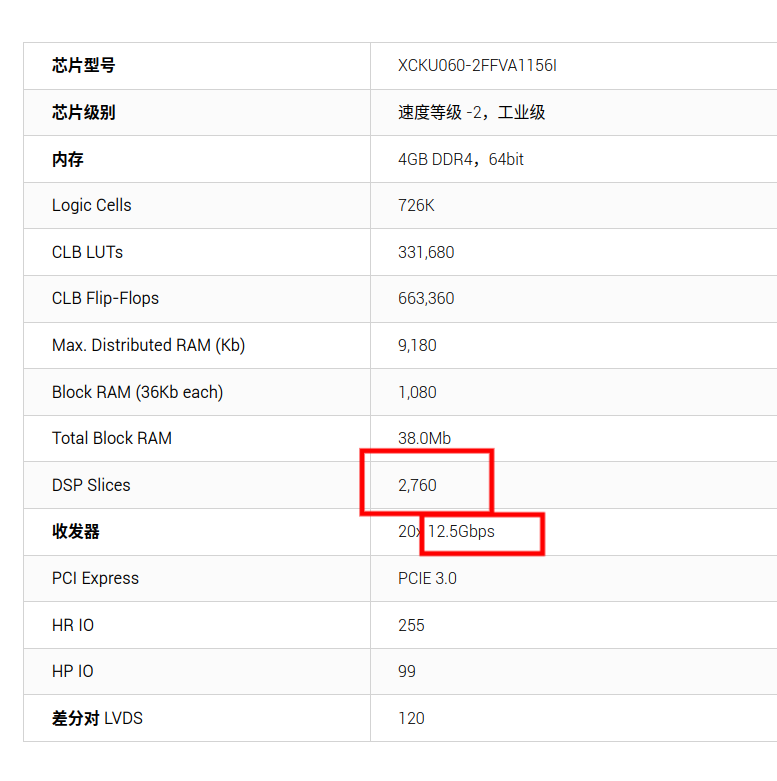 芯片型号 XCKU060-2FFVA1156I
芯片级别 速度等级 -2，工业级
内存 4GB DDR4，64bit
Logic Cells 726K
CLB LUTs 331,680
CLB Flip-Flops 663,360
Max. Distributed RAM (Kb) 9,180
Block RAM (36Kb each) 1,080
Total Block RAM 38.0Mb
DSP Slices 2,760
收发器 20x 12.5Gbps
PCI Express PCIE 3.0
HR IO 255
HP IO 99
差分对 LVDS 120